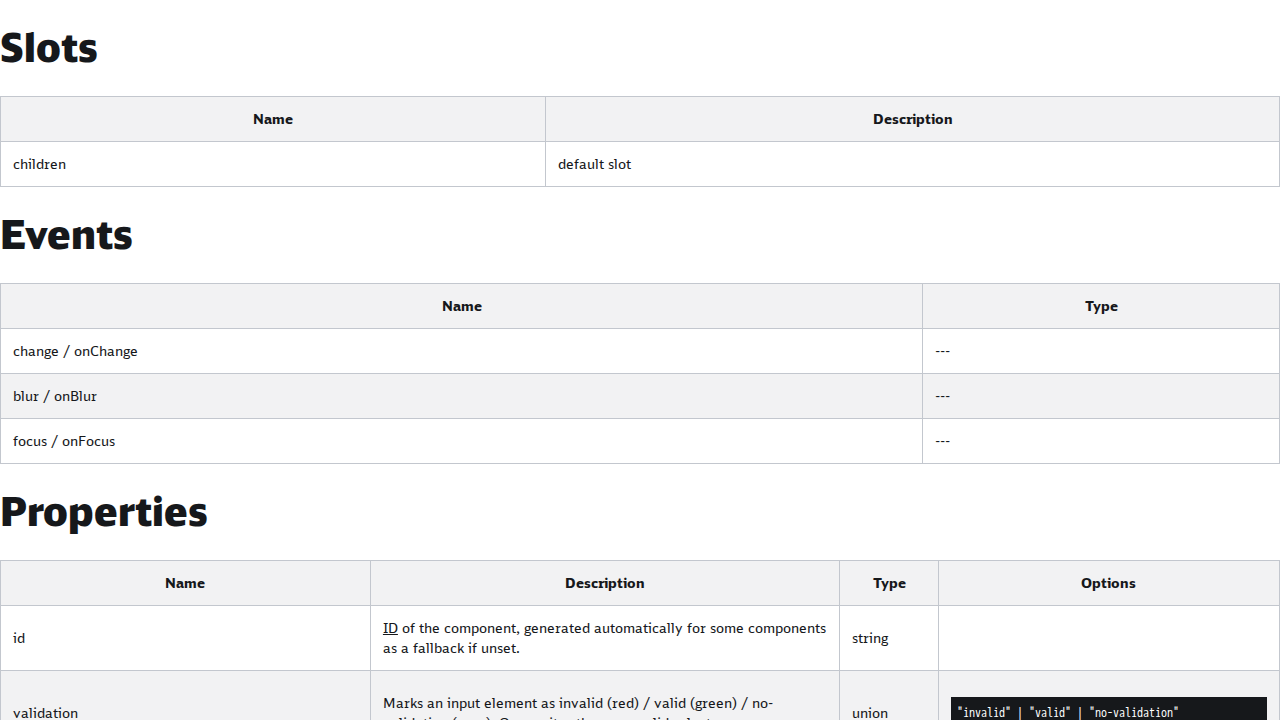 Slots
Name Description
children default slot
Events
Name Type
change / onChange ---
blur / onBlur ---
focus / onFocus ---
Properties
Name Description Type Options
id ID of the component, generated automatically for some components as a fallback if unset. string
validation Marks an input element as invalid (red) / valid (green) / no- union "invalid" | "valid" | "no-validation"